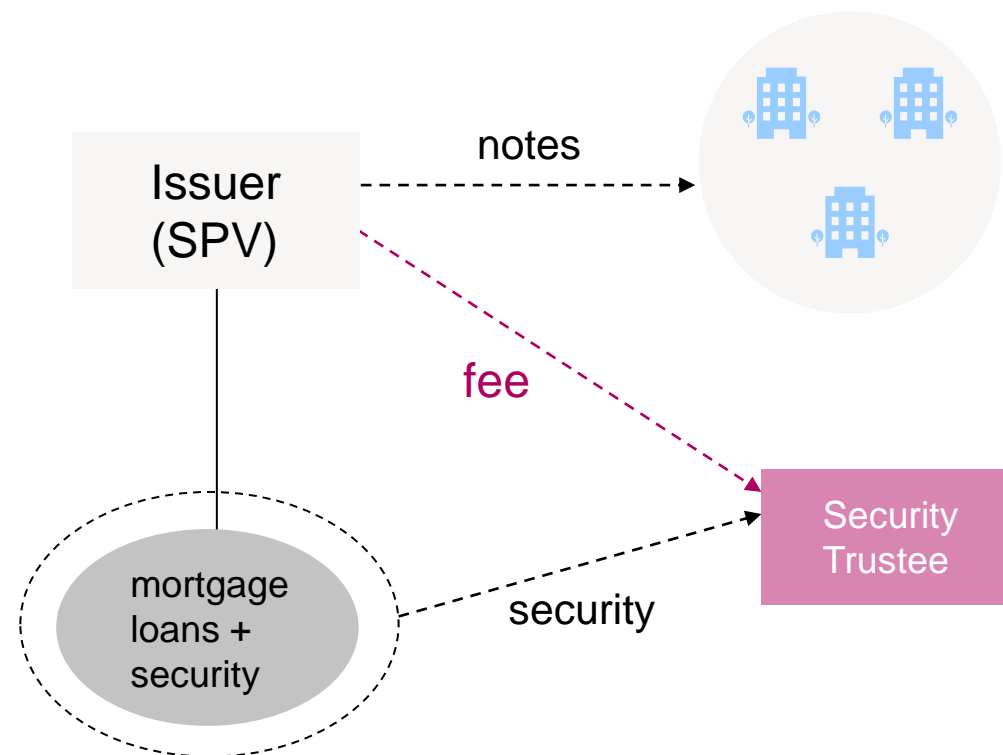 notes
Issuer
(SPV)
fee
Security
Trustee
mortgage
loans +
security
security